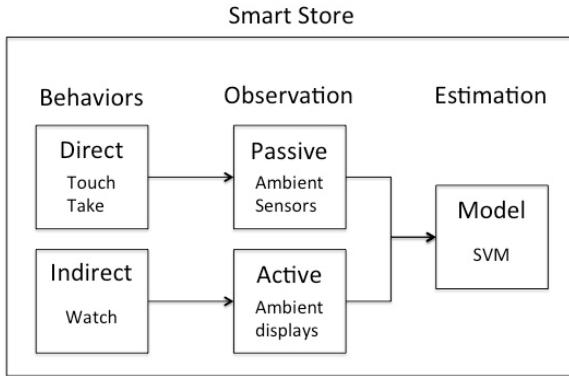 Smart Store
Behaviors
Observation
Estimation
Direct
Touch
Take
Passive
Ambient
Sensors
Model
SVM
Indirect
Watch
Active
Ambient
displays